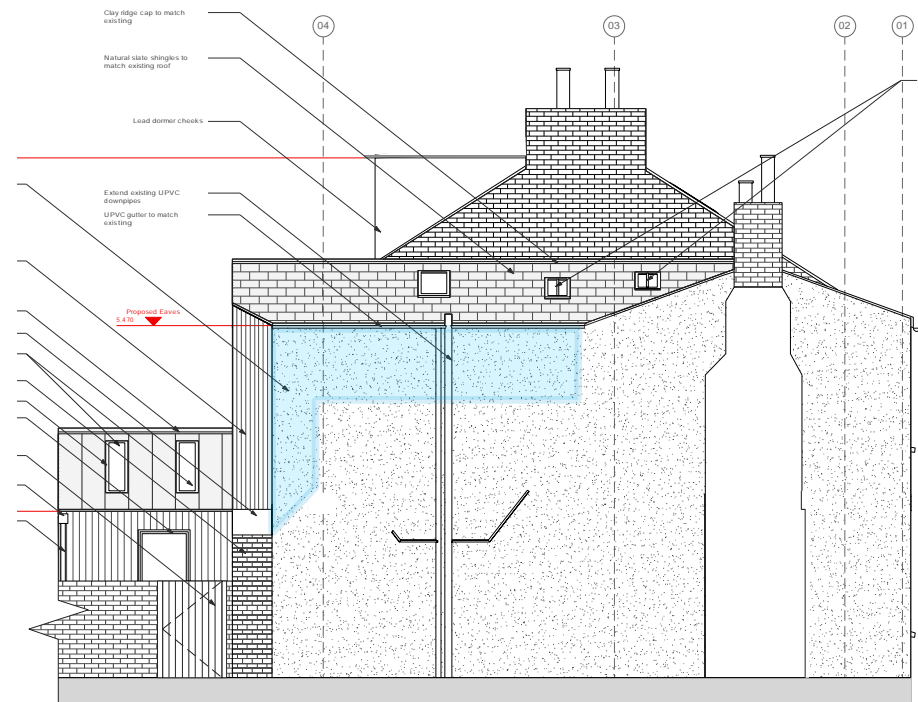 Clay ridge cap to match
existing
04
03
02
01
Natural slate shingles to
match existing roof
Lead dormer cheeks
Extend existing UPVC
downpipes
UPVC gutter to match
existing
Proposed Eaves
5.470